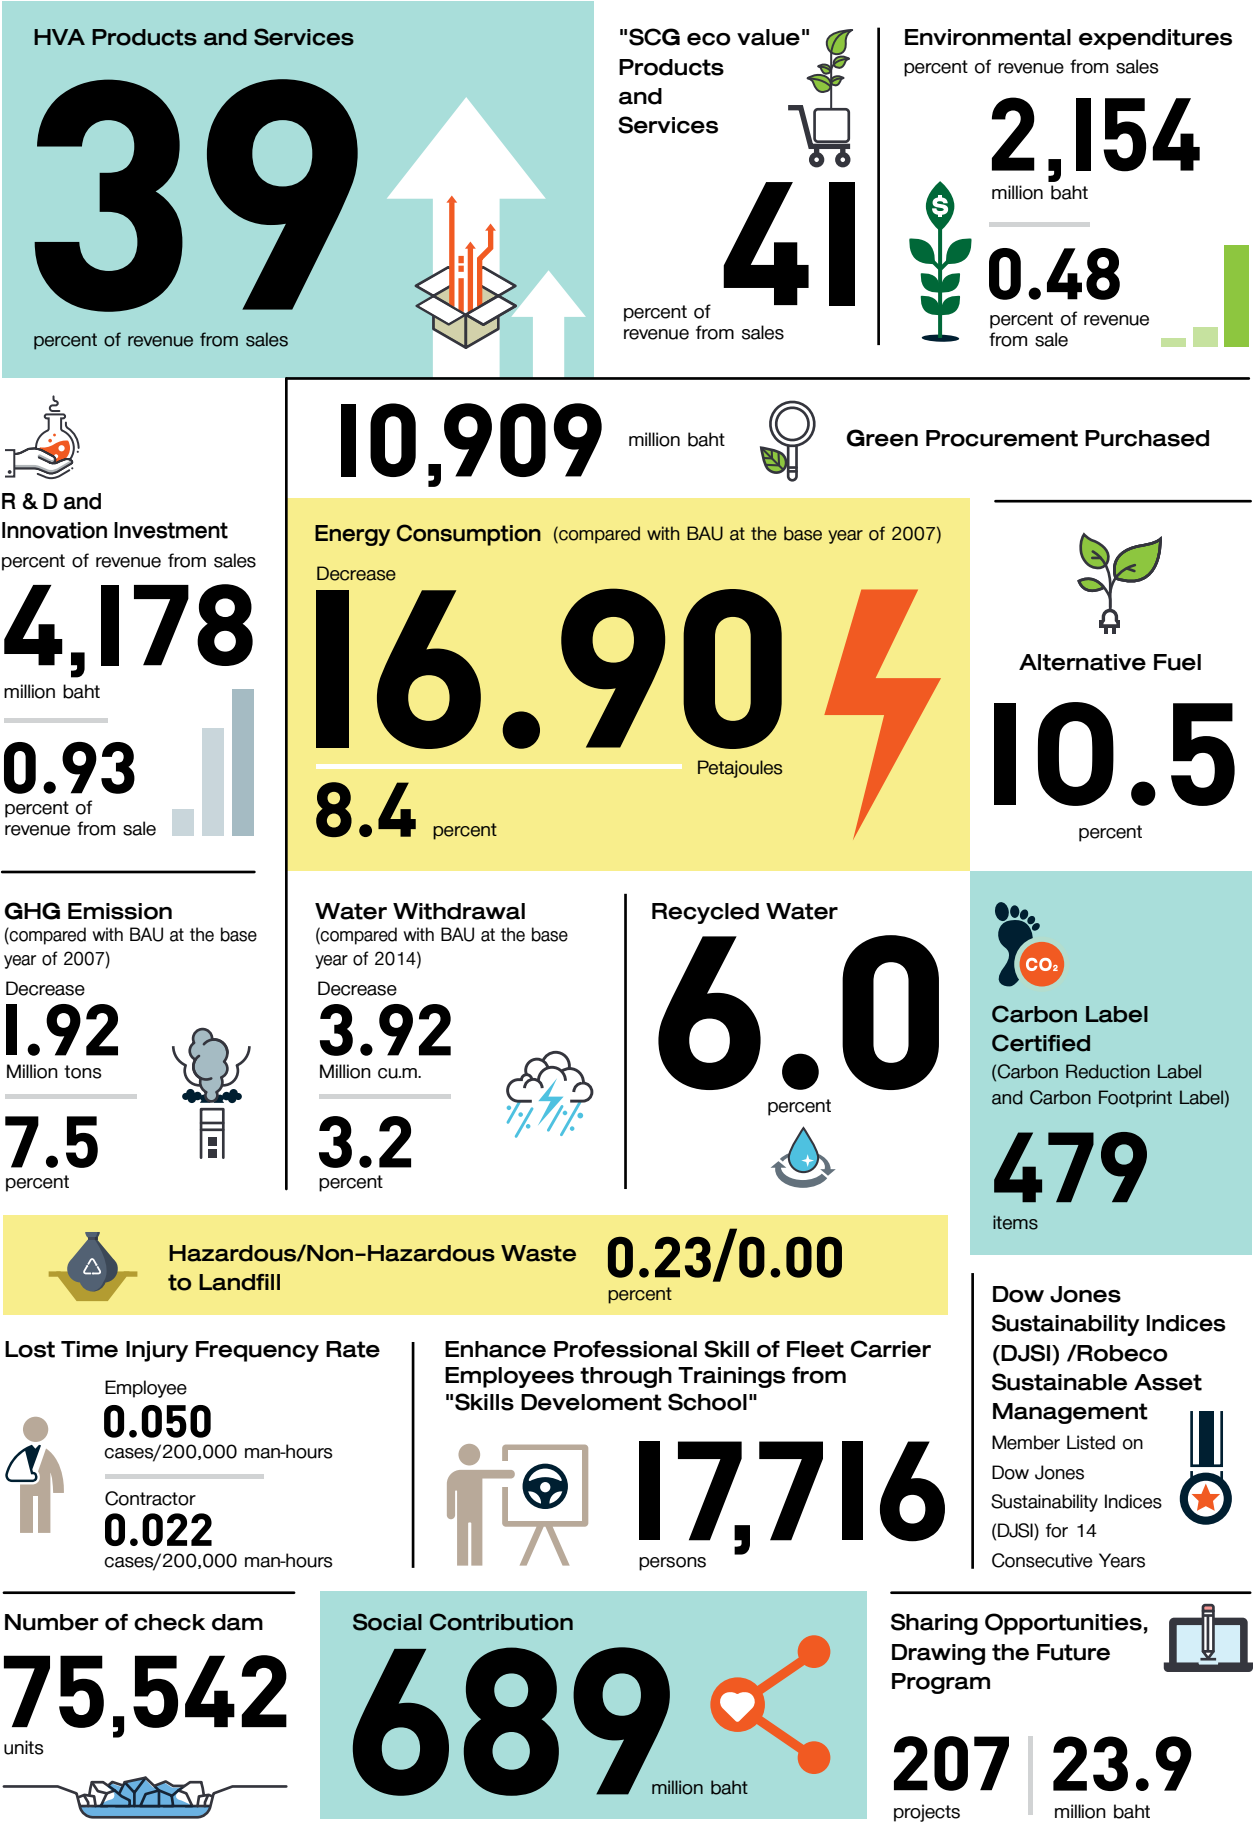 HVA Products and Services
39
percent of revenue from sales
"SCG eco value"
Products
and
Services
41
percent of
revenue from sales
Environmental expenditures
percent of revenue from sales
2,154
million baht
$
0.48
percent of revenue
from sale
R & D and
Innovation Investment
percent of revenue from sales
4,178
million baht
0.93
percent of
revenue from sale
10,909
million baht
Green Procurement Purchased
Energy Consumption (compared with BAU at the base year of 2007)
Decrease
16.90
Petajoules
8.4 percent
Alternative Fuel
10.5
percent
GHG Emission
(compared with BAU at the base
year of 2007)
Decrease
1.92
Million tons
7.5
percent
Water Withdrawal
(compared with BAU at the base
year of 2014)
Decrease
3.92
Million cu.m.
3.2
percent
Recycled Water
6.0
percent
CO₂
Carbon Label
Certified
(Carbon Reduction Label
and Carbon Footprint Label)
479
items
Hazardous/Non-Hazardous Waste
to Landfill
0.23/0.00
percent
Lost Time Injury Frequency Rate
Employee
0.050
cases/200,000 man-hours
Contractor
0.022
cases/200,000 man-hours
Enhance Professional Skill of Fleet Carrier
Employees through Trainings from
"Skills Develoment School"
17,716
persons
Dow Jones
Sustainability Indices
(DJSI) /Robeco
Sustainable Asset
Management
Member Listed on
Dow Jones
Sustainability Indices
(DJSI) for 14
Consecutive Years
Number of check dam
75,542
units
Social Contribution
689
million baht
Sharing Opportunities,
Drawing the Future
Program
207
projects
23.9
million baht